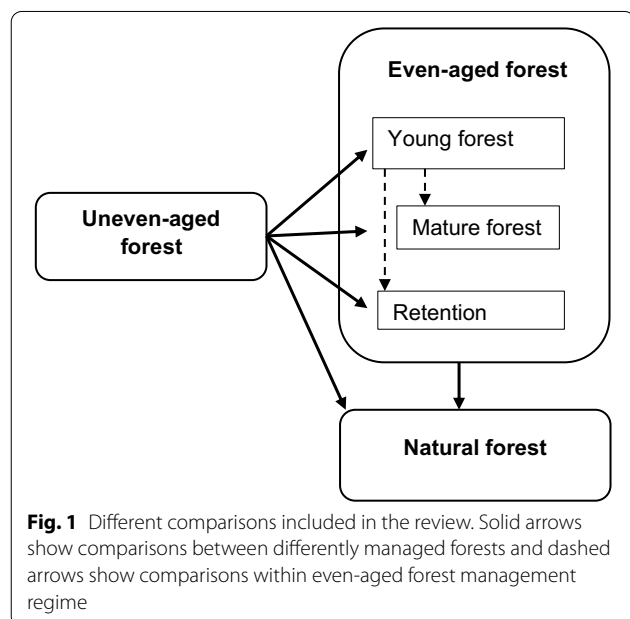 Even-aged forest
Young forest
Uneven-aged
forest
Mature forest
Retention
Natural forest
Fig. 1 Different comparisons included in the review. Solid arrows
show comparisons between differently managed forests and dashed
arrows show comparisons within even-aged forest management
regime